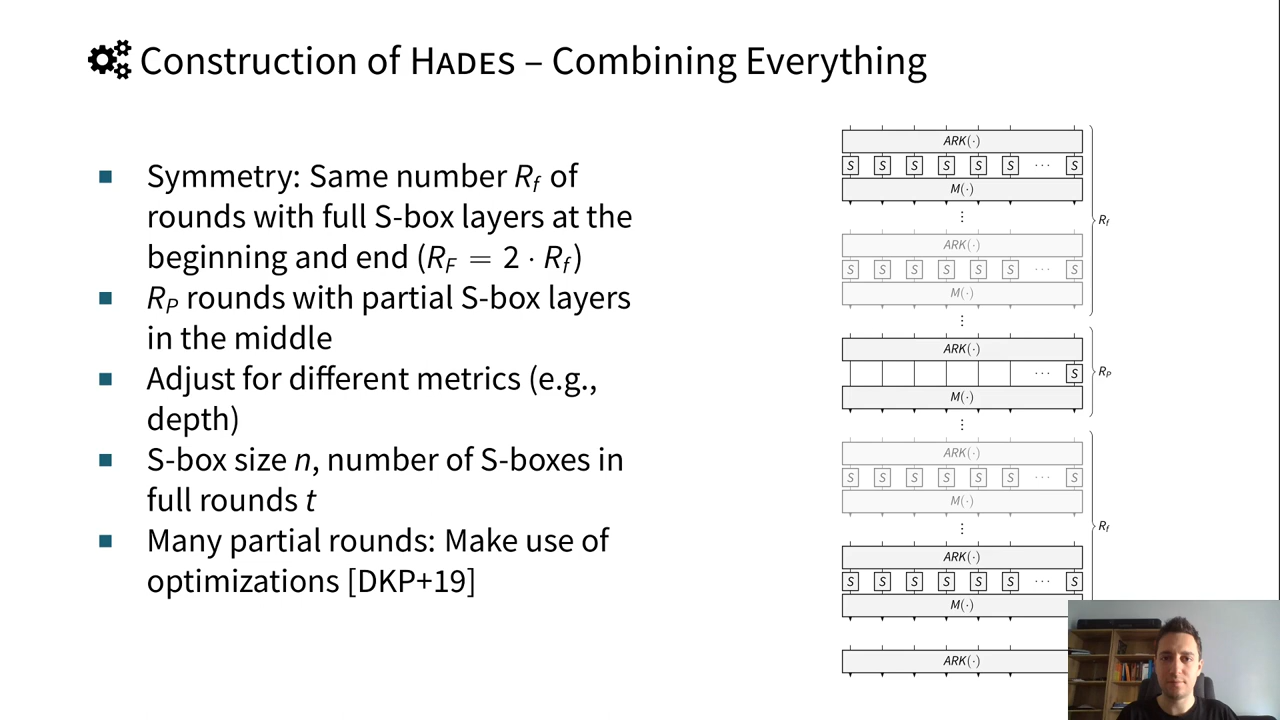 Construction of HADES – Combining Everything
Symmetry: Same number Rf of
rounds with full S-box layers at the
beginning and end (RF = 2 · Rf)
RP rounds with partial S-box layers
in the middle
Adjust for different metrics (e.g.,
depth)
S-box size n, number of S-boxes in
full rounds t
Many partial rounds: Make use of
optimizations [DKP+19]
ARK(·)
S S S S S S ··· S
M(·)
⋮
Rf
ARK(·)
S S S S S S ··· S
M(·)
⋮
ARK(·)
··· S
RP
M(·)
⋮
ARK(·)
S S S S S S ··· S
M(·)
⋮
Rf
ARK(·)
S S S S S S ··· S
M(·)
ARK(·)